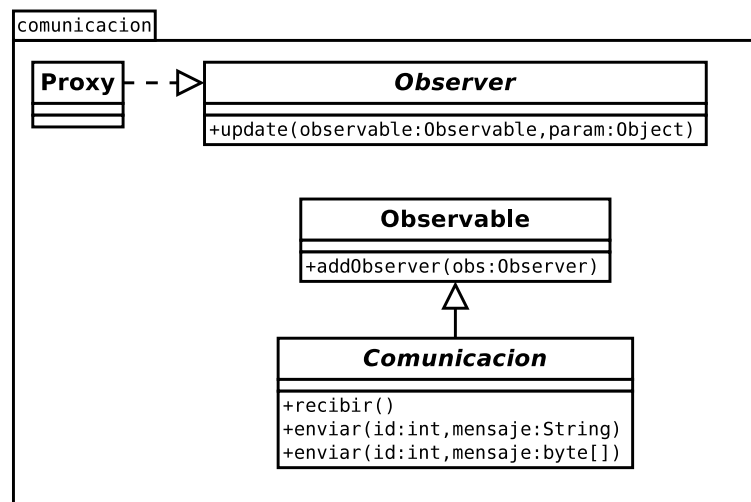 comunicacion
Proxy
Observer
+update(observable:Observable,param:Object)
Observable
+addObserver(obs:Observer)
Comunicacion
+recibir()
+enviar(id:int,mensaje:String)
+enviar(id:int,mensaje:byte[])